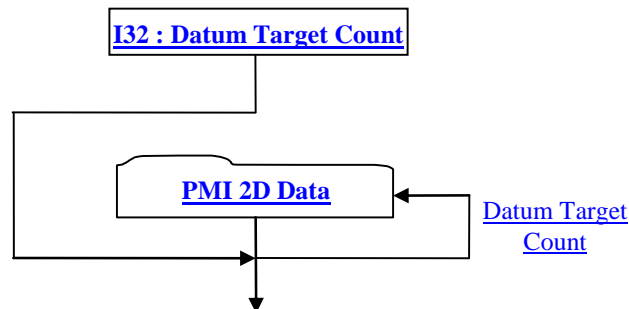 I32 : Datum Target Count
PMI 2D Data
Datum Target
Count